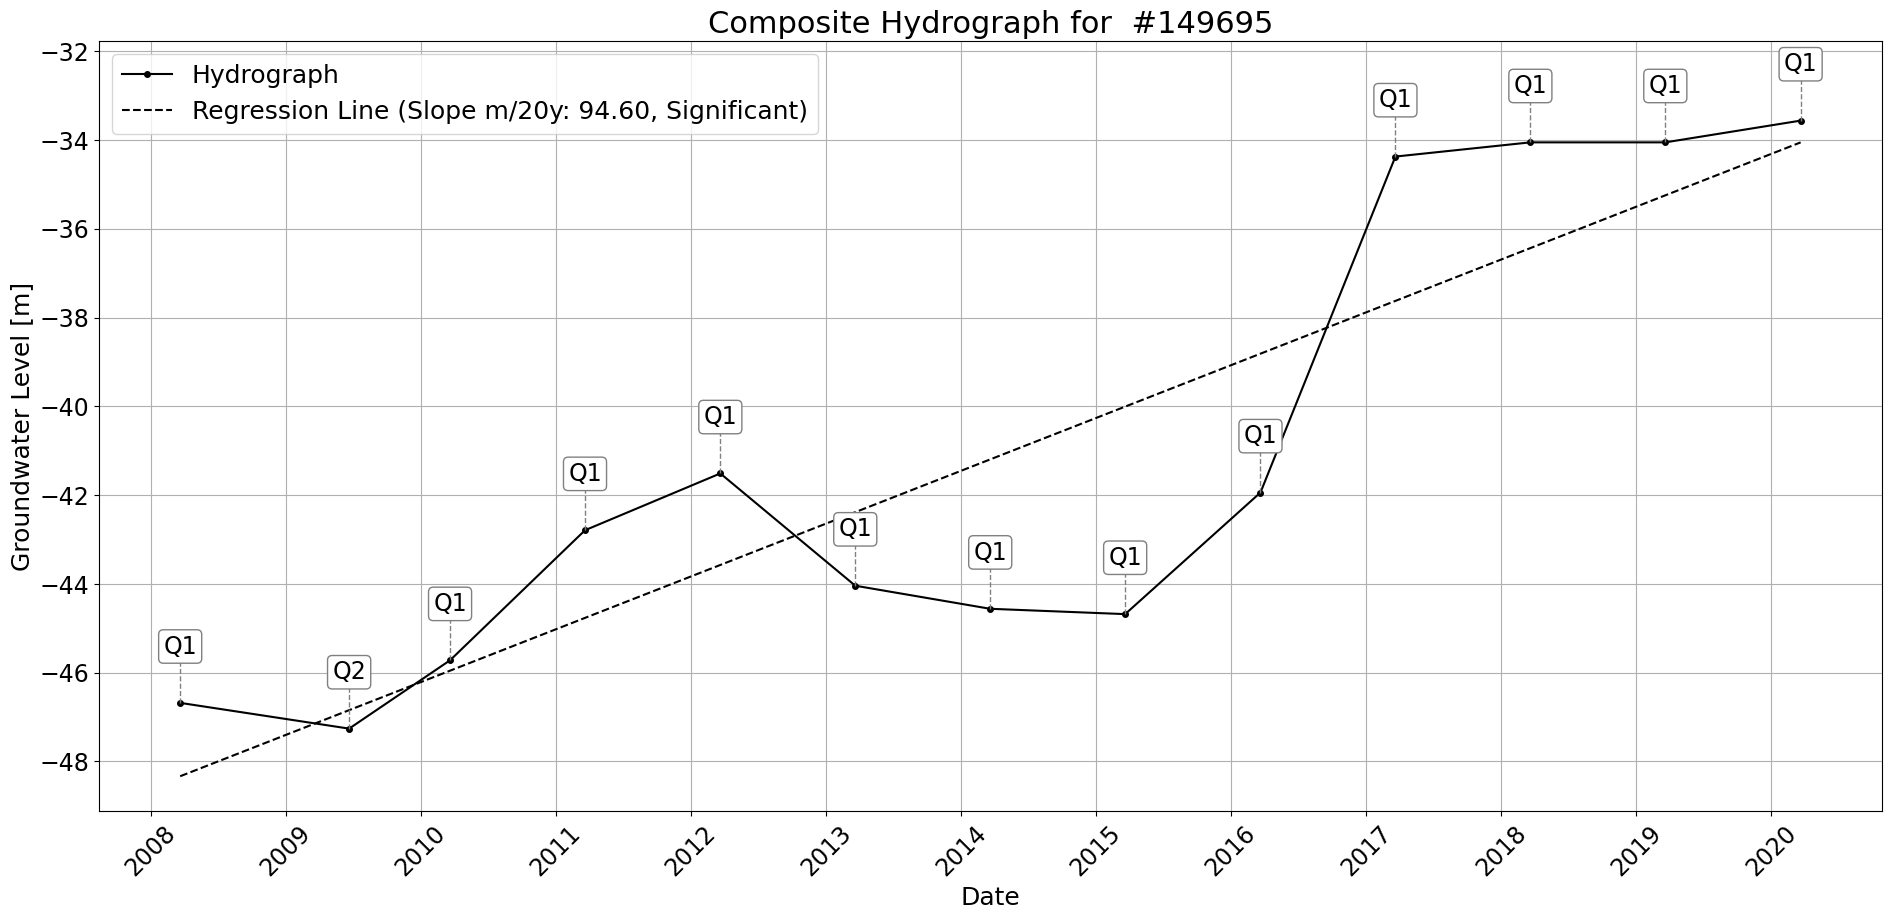 Composite Hydrograph for  #149695
Hydrograph
Regression Line (Slope m/20y: 94.60, Significant)
Groundwater Level [m]
−32
−34
−36
−38
−40
−42
−44
−46
−48
Q1
Q2
Q1
Q1
Q1
Q1
Q1
Q1
Q1
Q1
Q1
Q1
Q1
2008
2009
2010
2011
2012
2013
2014
2015
2016
2017
2018
2019
2020
Date